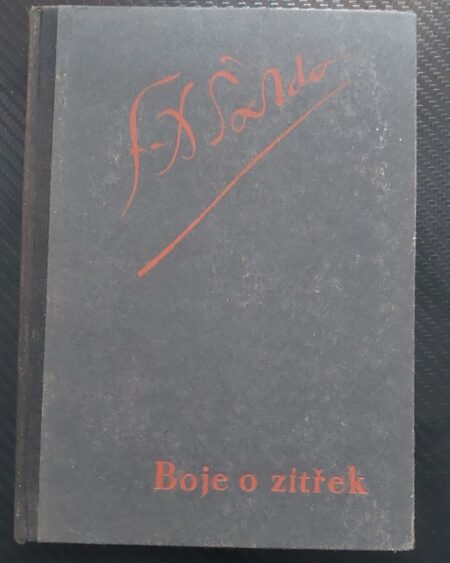 F. X. Šalda
Boje o zítřek